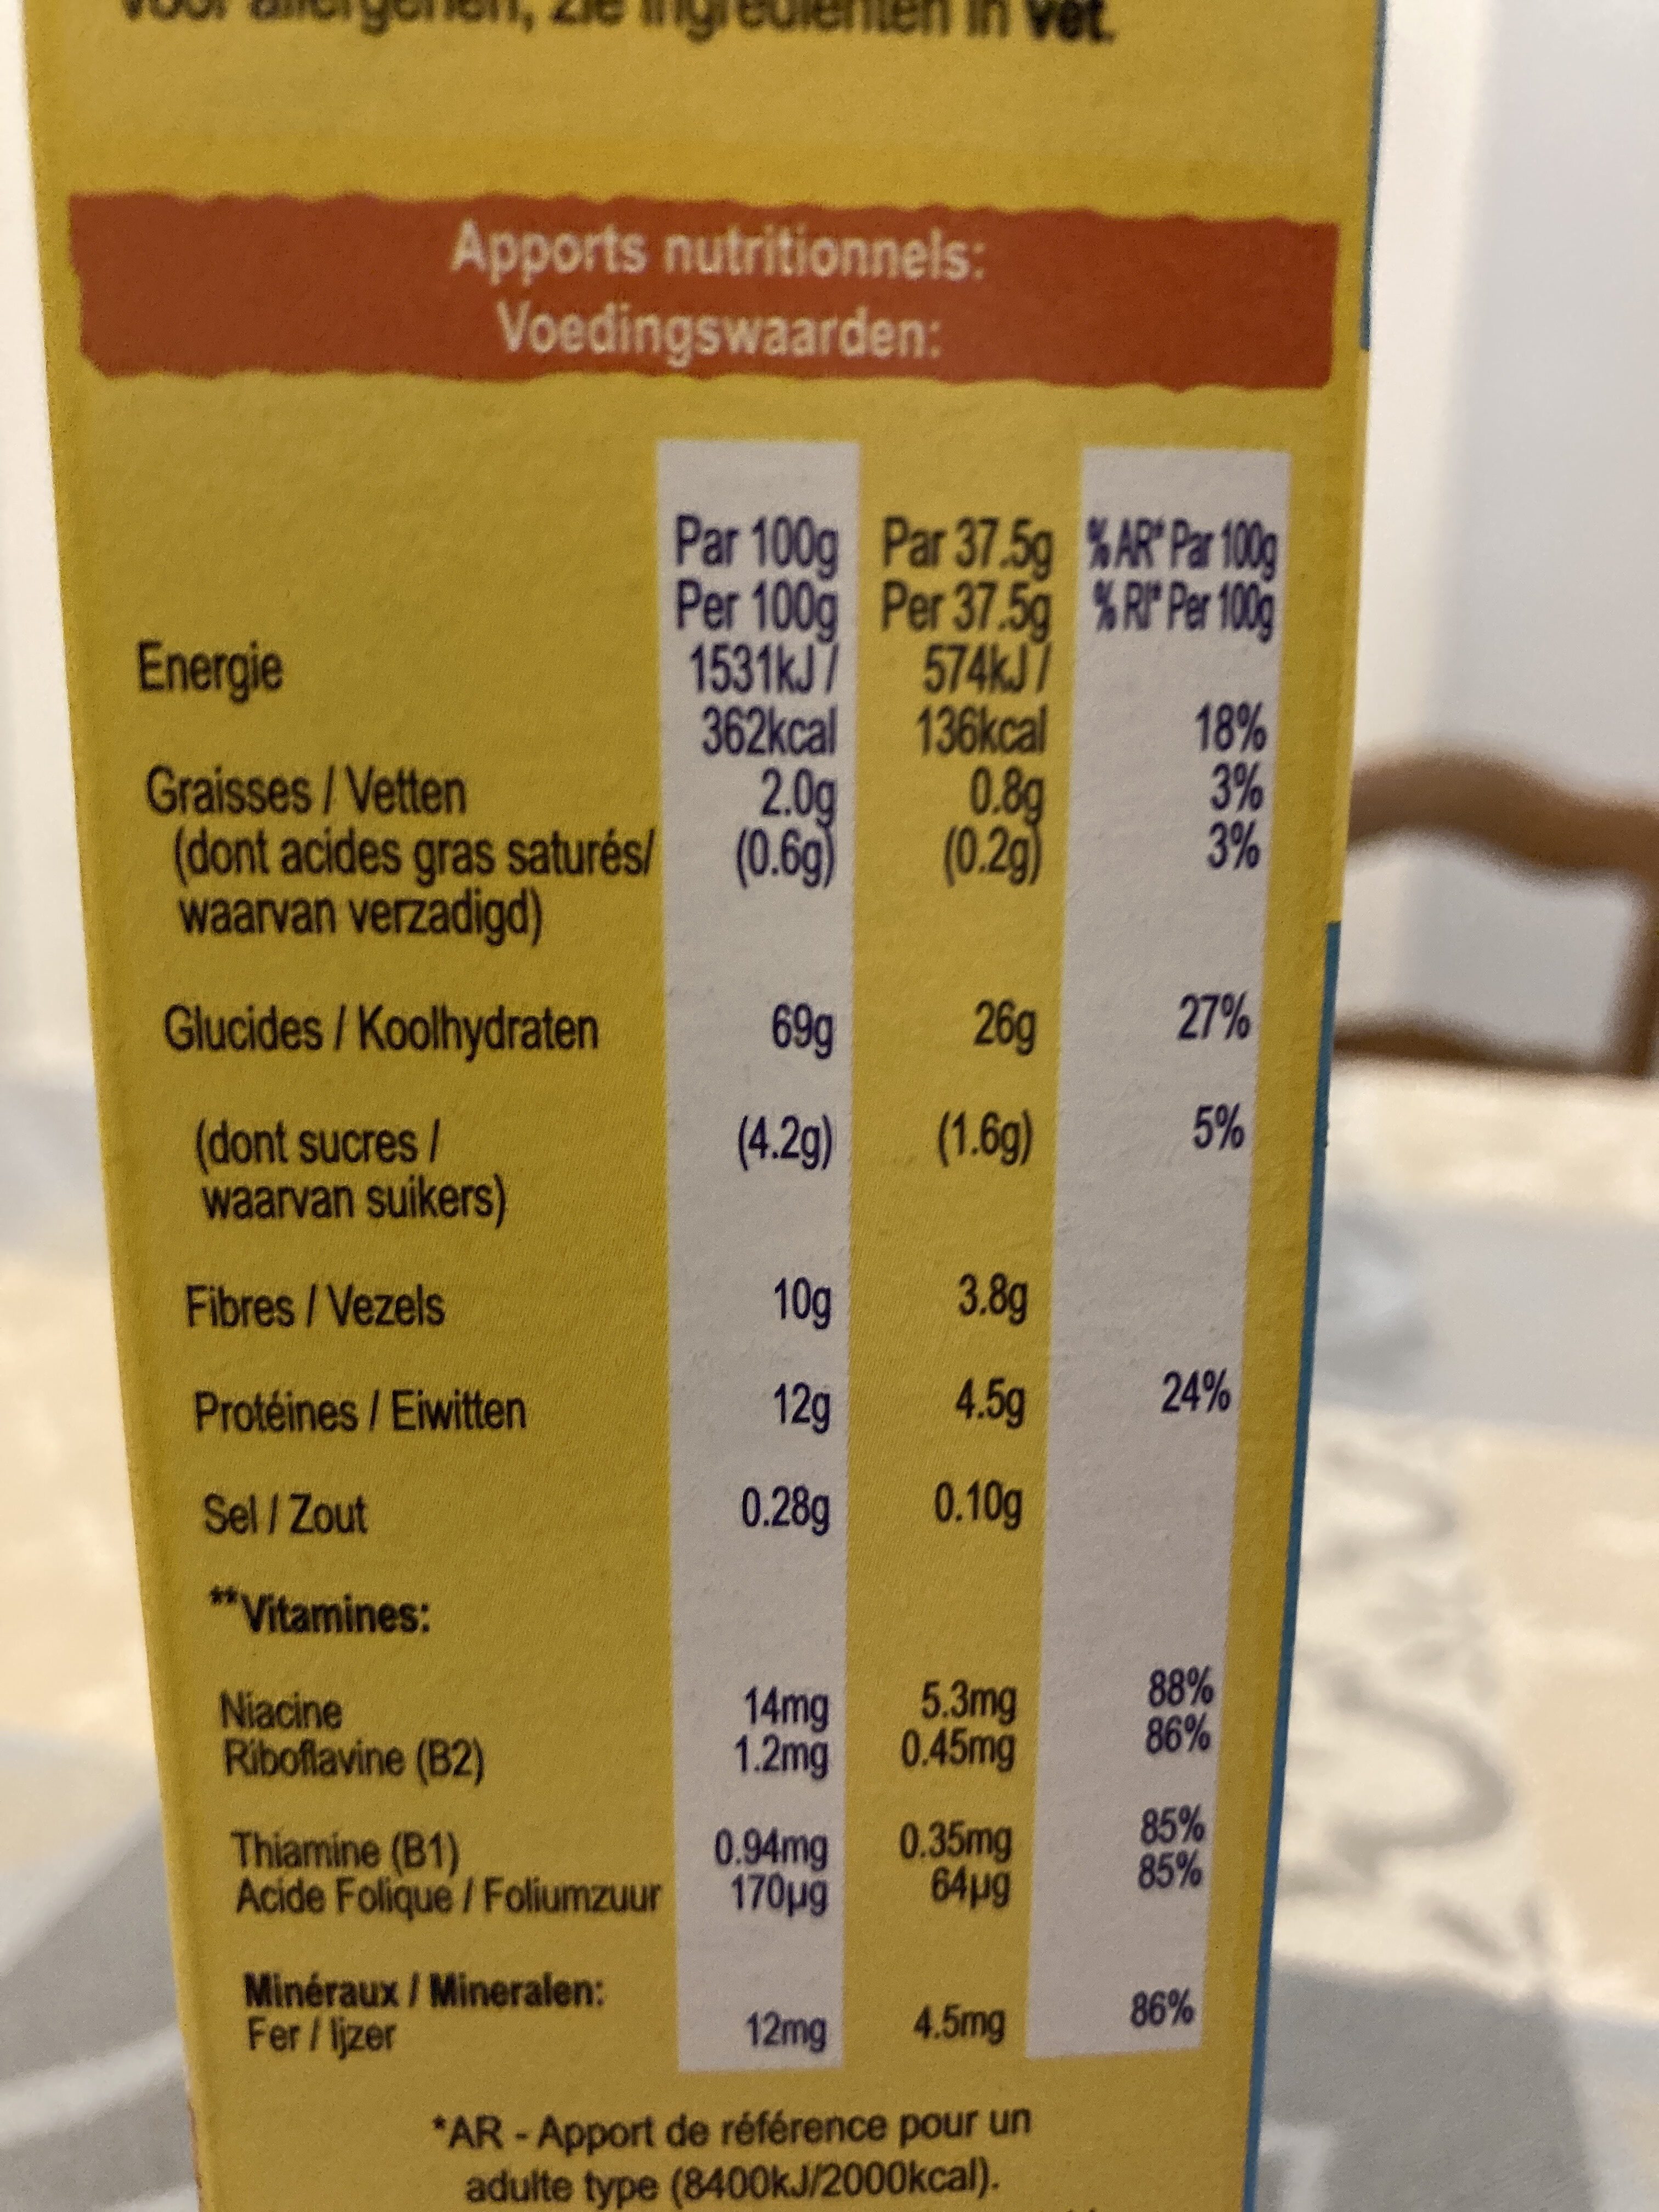 voor allergenen, zie ingrediënten in vet.
Apports nutritionnels:
Voedingswaarden:
Par 100g Par 37.5g % AR* Par 100g
Per 100g Per 37.5g % RI* Per 100g
Energie 1531kJ / 574kJ /
362kcal 136kcal 18%
Graisses / Vetten 2.0g 0.8g 3%
(dont acides gras saturés/ (0.6g) (0.2g) 3%
waarvan verzadigd)
Glucides / Koolhydraten 69g 26g 27%
(dont sucres / (4.2g) (1.6g) 5%
waarvan suikers)
Fibres / Vezels 10g 3.8g
Protéines / Eiwitten 12g 4.5g 24%
Sel / Zout 0.28g 0.10g
**Vitamines:
Niacine 14mg 5.3mg 88%
Riboflavine (B2) 1.2mg 0.45mg 86%
Thiamine (B1) 0.94mg 0.35mg 85%
Acide Folique / Foliumzuur 170µg 64µg 85%
Minéraux / Mineralen:
Fer / Ijzer 12mg 4.5mg 86%
*AR - Apport de référence pour un
adulte type (8400kJ/2000kcal).